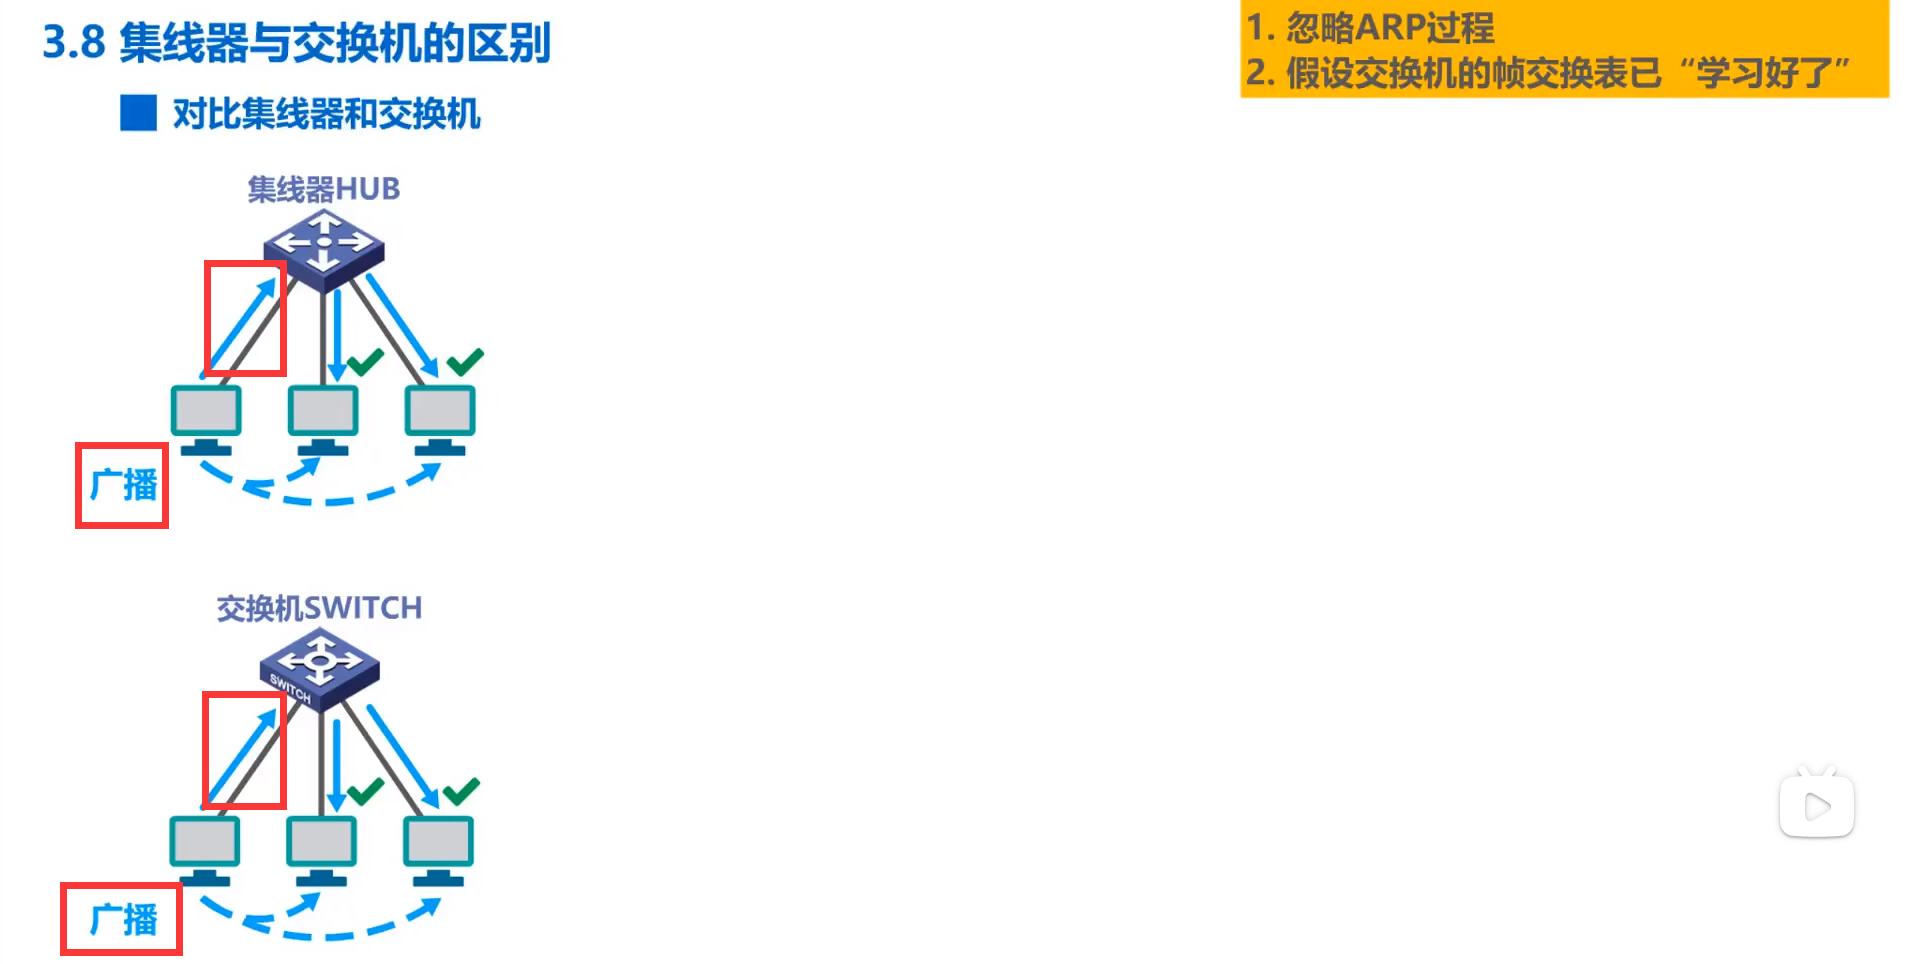 3.8 集线器与交换机的区别
1. 忽略ARP过程
2. 假设交换机的帧交换表已“学习好了”
对比集线器和交换机
集线器HUB
广播
交换机SWITCH
SWITCH
广播